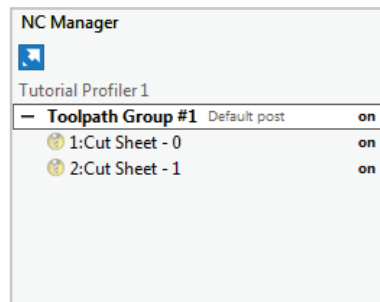 NC Manager
Tutorial Profiler 1
Toolpath Group #1 Default post on
1:Cut Sheet - 0 on
2:Cut Sheet - 1 on